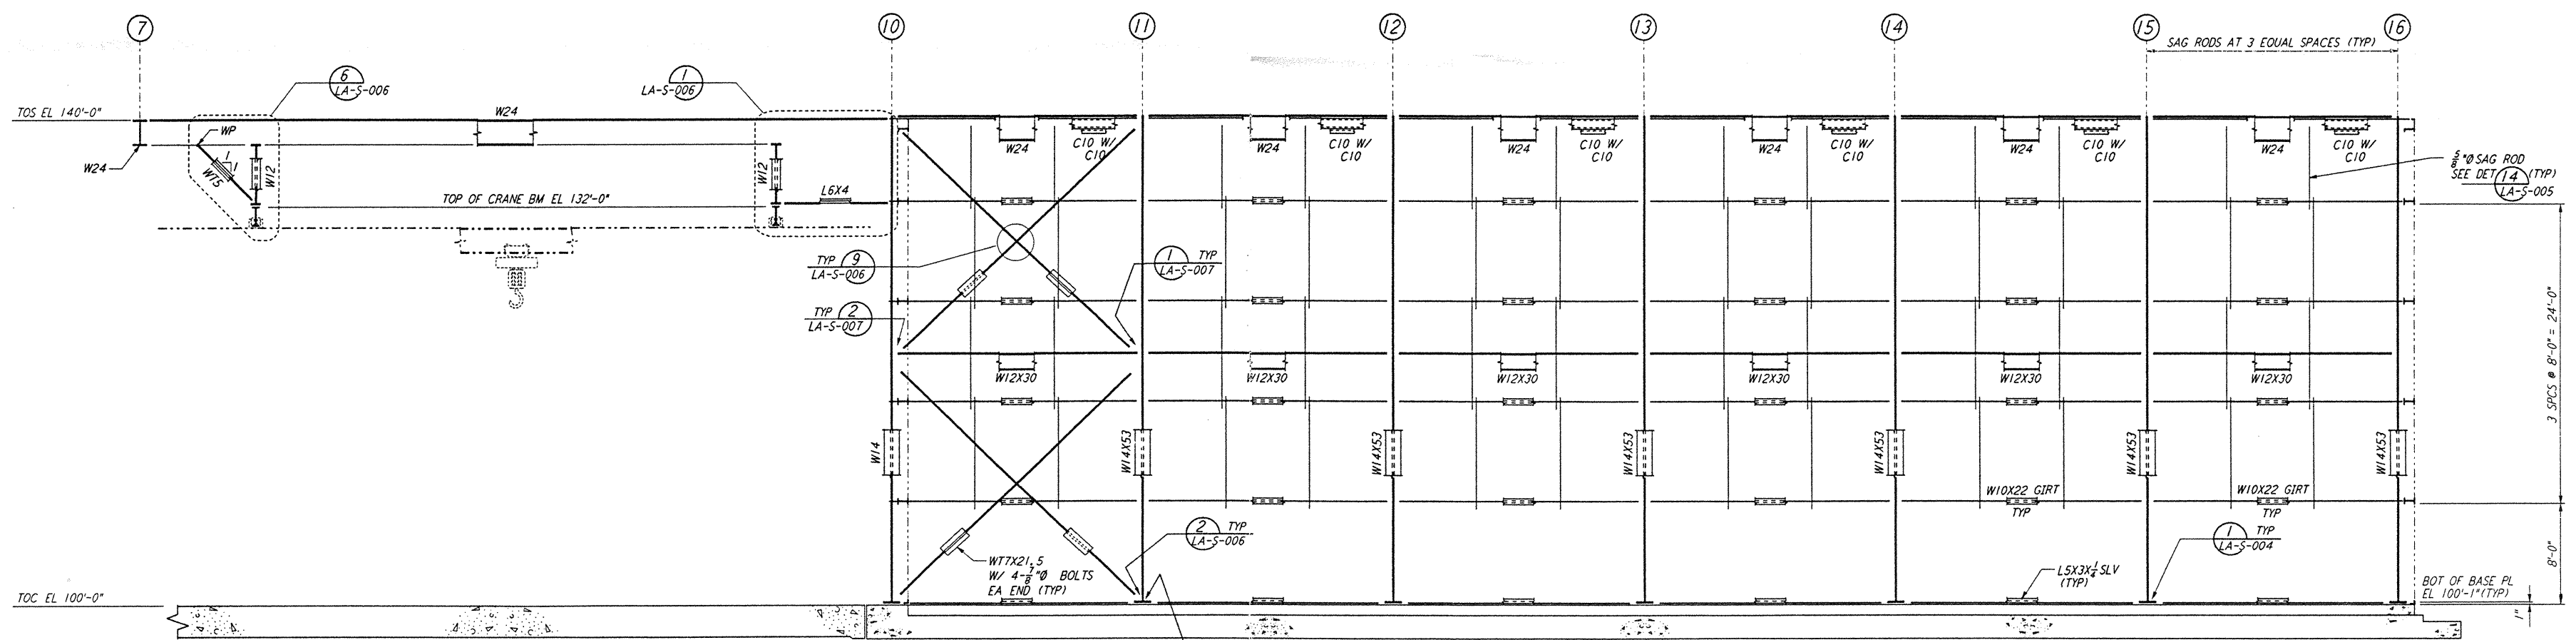 7
10
11
12
13
14
15
16
SAG RODS AT 3 EQUAL SPACES (TYP)
6
LA-S-006
1
LA-S-006
TOS EL 140'-0"
W24
WP
W24
1
1
WT5
W12
W12
TOP OF CRANE BM EL 132'-0"
L6X4
W24
C10 W/
C10
W24
C10 W/
C10
W24
C10 W/
C10
W24
C10 W/
C10
W24
C10 W/
C10
W24
C10 W/
C10
5/8"Ø SAG ROD
SEE DET 14 (TYP)
LA-S-005
TYP 9
LA-S-006
1 TYP
LA-S-007
TYP 2
LA-S-007
3 SPCS @ 8'-0" = 24'-0"
W12X30
W12X30
W12X30
W12X30
W12X30
W12X30
W14
W14X53
W14X53
W14X53
W14X53
W14X53
W14X53
W10X22 GIRT
TYP
W10X22 GIRT
TYP
2 TYP
LA-S-006
1 TYP
LA-S-004
WT7X21.5
W/ 4-7/8"Ø BOLTS
EA END (TYP)
L5X3X1/4 SLV
(TYP)
8'-0"
BOT OF BASE PL
EL 100'-1"(TYP)
1"
TOC EL 100'-0"